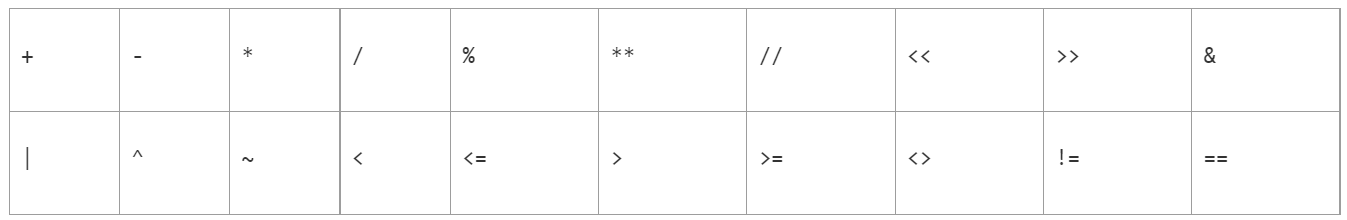 + - * / % ** // << >> &
| ^ ~ < <= > >= <> != ==